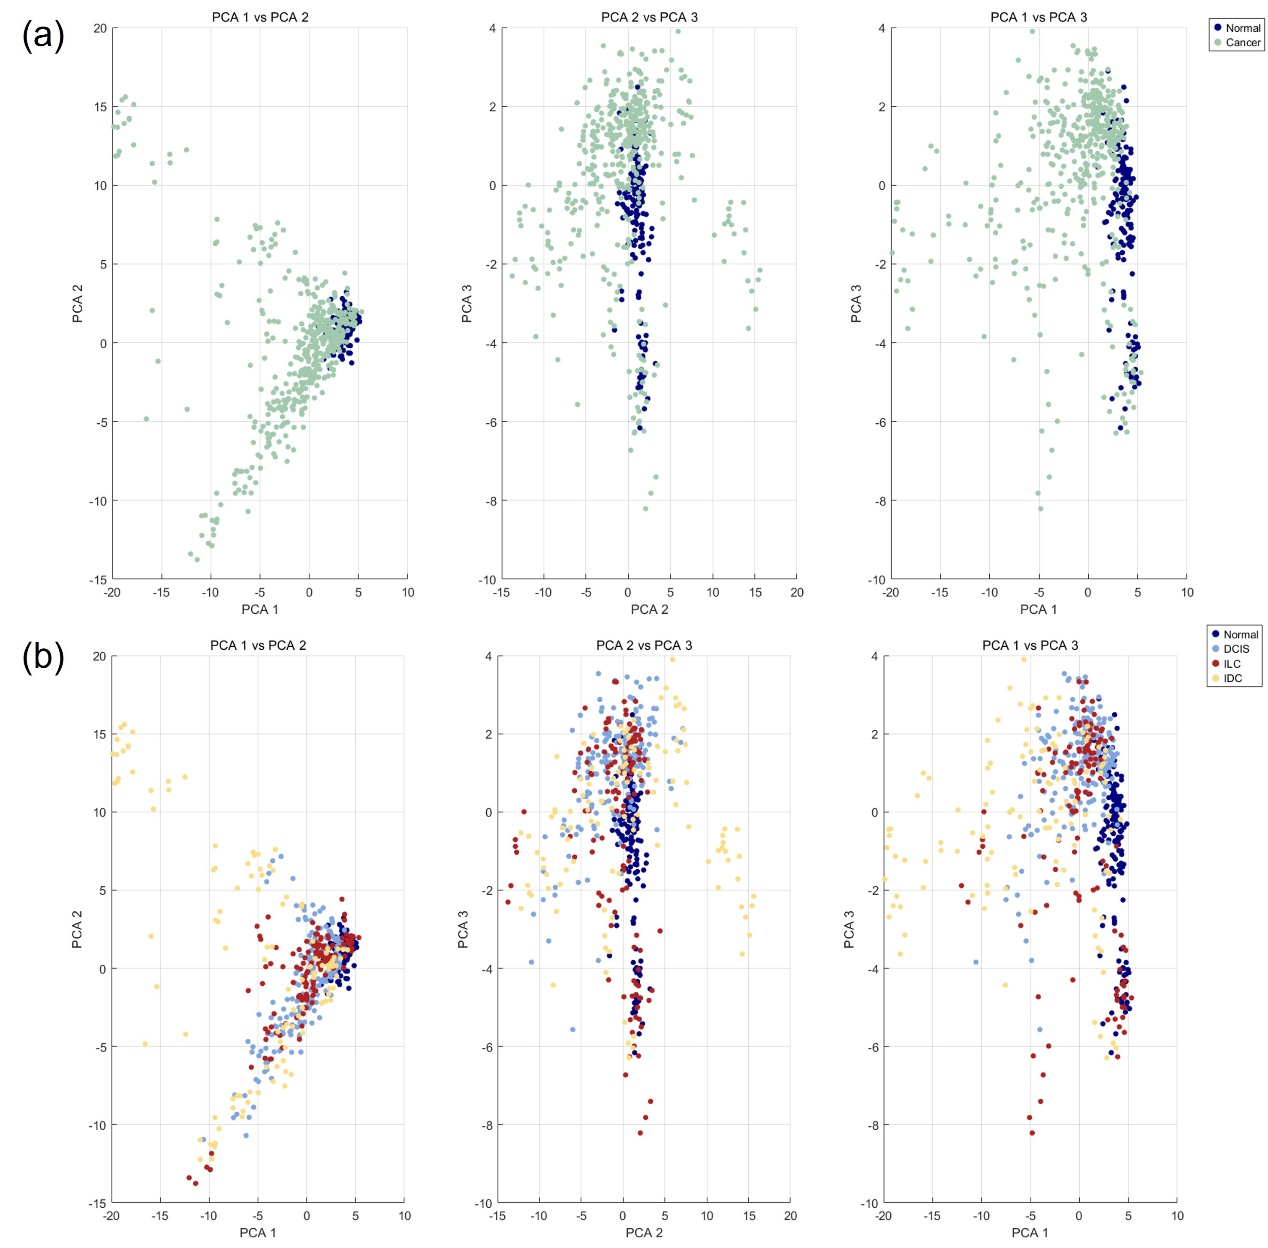 (a)
PCA 1 vs PCA 2
20
15
10
5
0
-5
-10
-15
-20 -15 -10 -5 0 5 10
PCA 1
PCA 2
PCA 2 vs PCA 3
4
2
0
-2
-4
-6
-8
-10
-15 -10 -5 0 5 10 15 20
PCA 2
PCA 3
PCA 1 vs PCA 3
4
2
0
-2
-4
-6
-8
-10
-20 -15 -10 -5 0 5 10
PCA 1
PCA 3
Normal
Cancer
(b)
PCA 1 vs PCA 2
20
15
10
5
0
-5
-10
-15
-20 -15 -10 -5 0 5 10
PCA 1
PCA 2
PCA 2 vs PCA 3
4
2
0
-2
-4
-6
-8
-10
-15 -10 -5 0 5 10 15 20
PCA 2
PCA 3
PCA 1 vs PCA 3
4
2
0
-2
-4
-6
-8
-10
-20 -15 -10 -5 0 5 10
PCA 1
PCA 3
Normal
DCIS
ILC
IDC